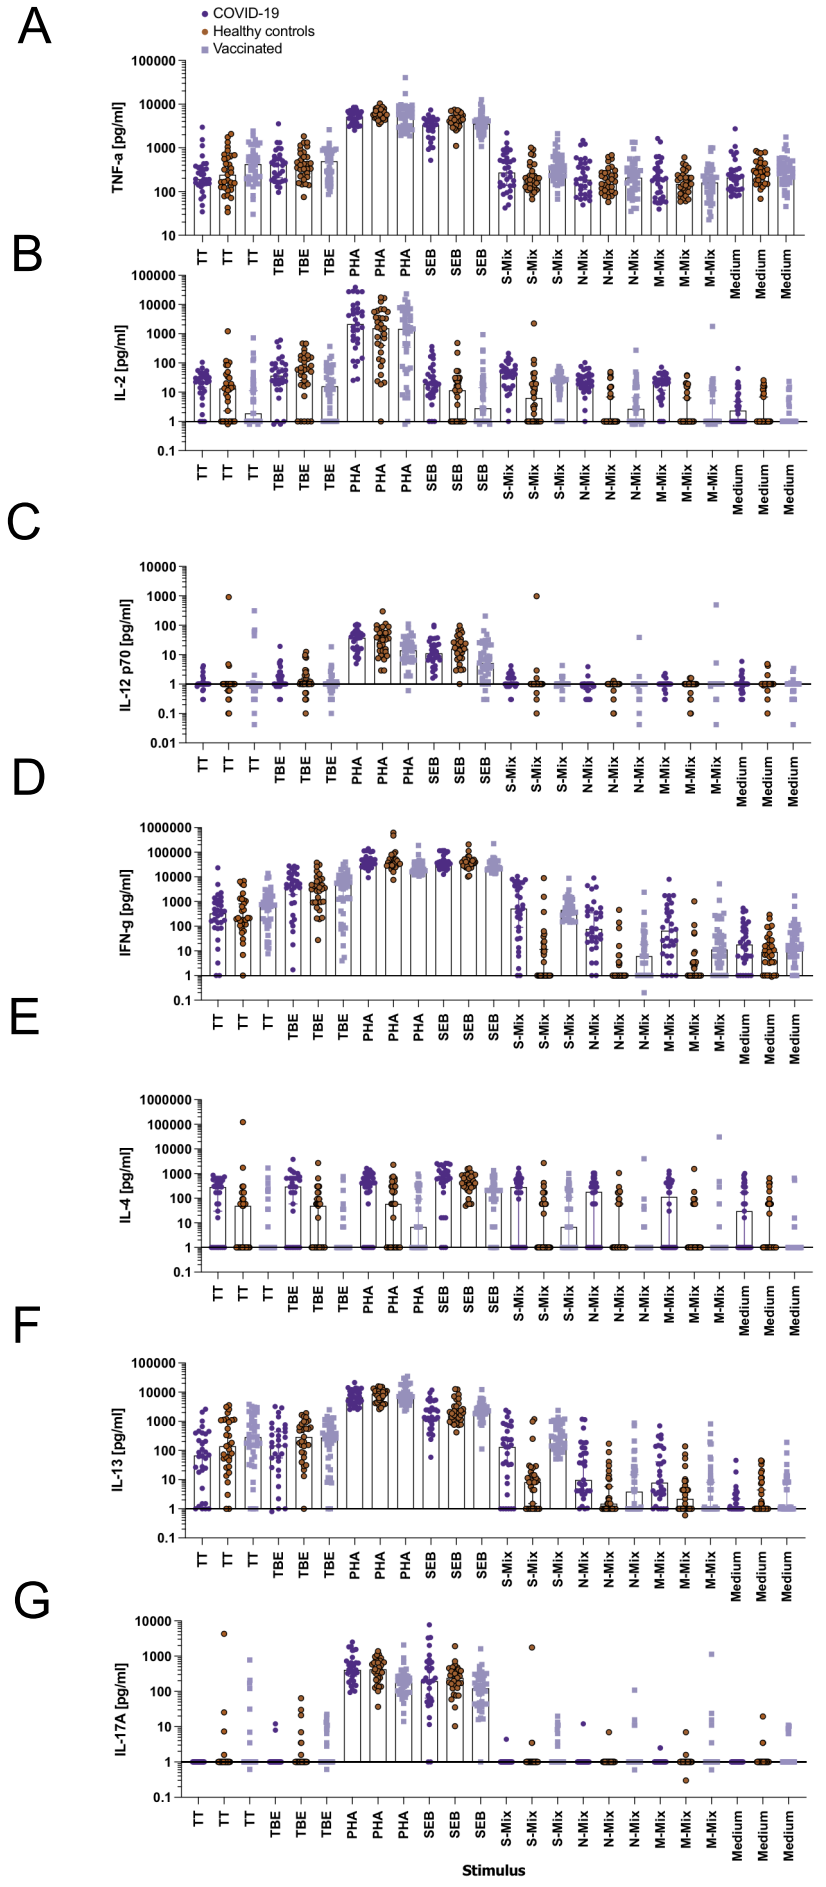 A
COVID-19
Healthy controls
Vaccinated
TNF-a [pg/ml]
100000
10000
1000
100
10
TT TT TT TBE TBE TBE PHA PHA PHA SEB SEB SEB S-Mix S-Mix S-Mix N-Mix N-Mix N-Mix M-Mix M-Mix M-Mix Medium Medium Medium
B
IL-2 [pg/ml]
100000
10000
1000
100
10
1
0.1
TT TT TT TBE TBE TBE PHA PHA PHA SEB SEB SEB S-Mix S-Mix S-Mix N-Mix N-Mix N-Mix M-Mix M-Mix M-Mix Medium Medium Medium
C
IL-12 p70 [pg/ml]
10000
1000
100
10
1
0.1
0.01
TT TT TT TBE TBE TBE PHA PHA PHA SEB SEB SEB S-Mix S-Mix S-Mix N-Mix N-Mix N-Mix M-Mix M-Mix M-Mix Medium Medium Medium
D
IFN-g [pg/ml]
1000000
100000
10000
1000
100
10
1
0.1
TT TT TT TBE TBE TBE PHA PHA PHA SEB SEB SEB S-Mix S-Mix S-Mix N-Mix N-Mix N-Mix M-Mix M-Mix M-Mix Medium Medium Medium
E
IL-4 [pg/ml]
1000000
100000
10000
1000
100
10
1
0.1
TT TT TT TBE TBE TBE PHA PHA PHA SEB SEB SEB S-Mix S-Mix S-Mix N-Mix N-Mix N-Mix M-Mix M-Mix M-Mix Medium Medium Medium
F
IL-13 [pg/ml]
100000
10000
1000
100
10
1
0.1
TT TT TT TBE TBE TBE PHA PHA PHA SEB SEB SEB S-Mix S-Mix S-Mix N-Mix N-Mix N-Mix M-Mix M-Mix M-Mix Medium Medium Medium
G
IL-17A [pg/ml]
10000
1000
100
10
1
0.1
TT TT TT TBE TBE TBE PHA PHA PHA SEB SEB SEB S-Mix S-Mix S-Mix N-Mix N-Mix N-Mix M-Mix M-Mix M-Mix Medium Medium Medium
Stimulus